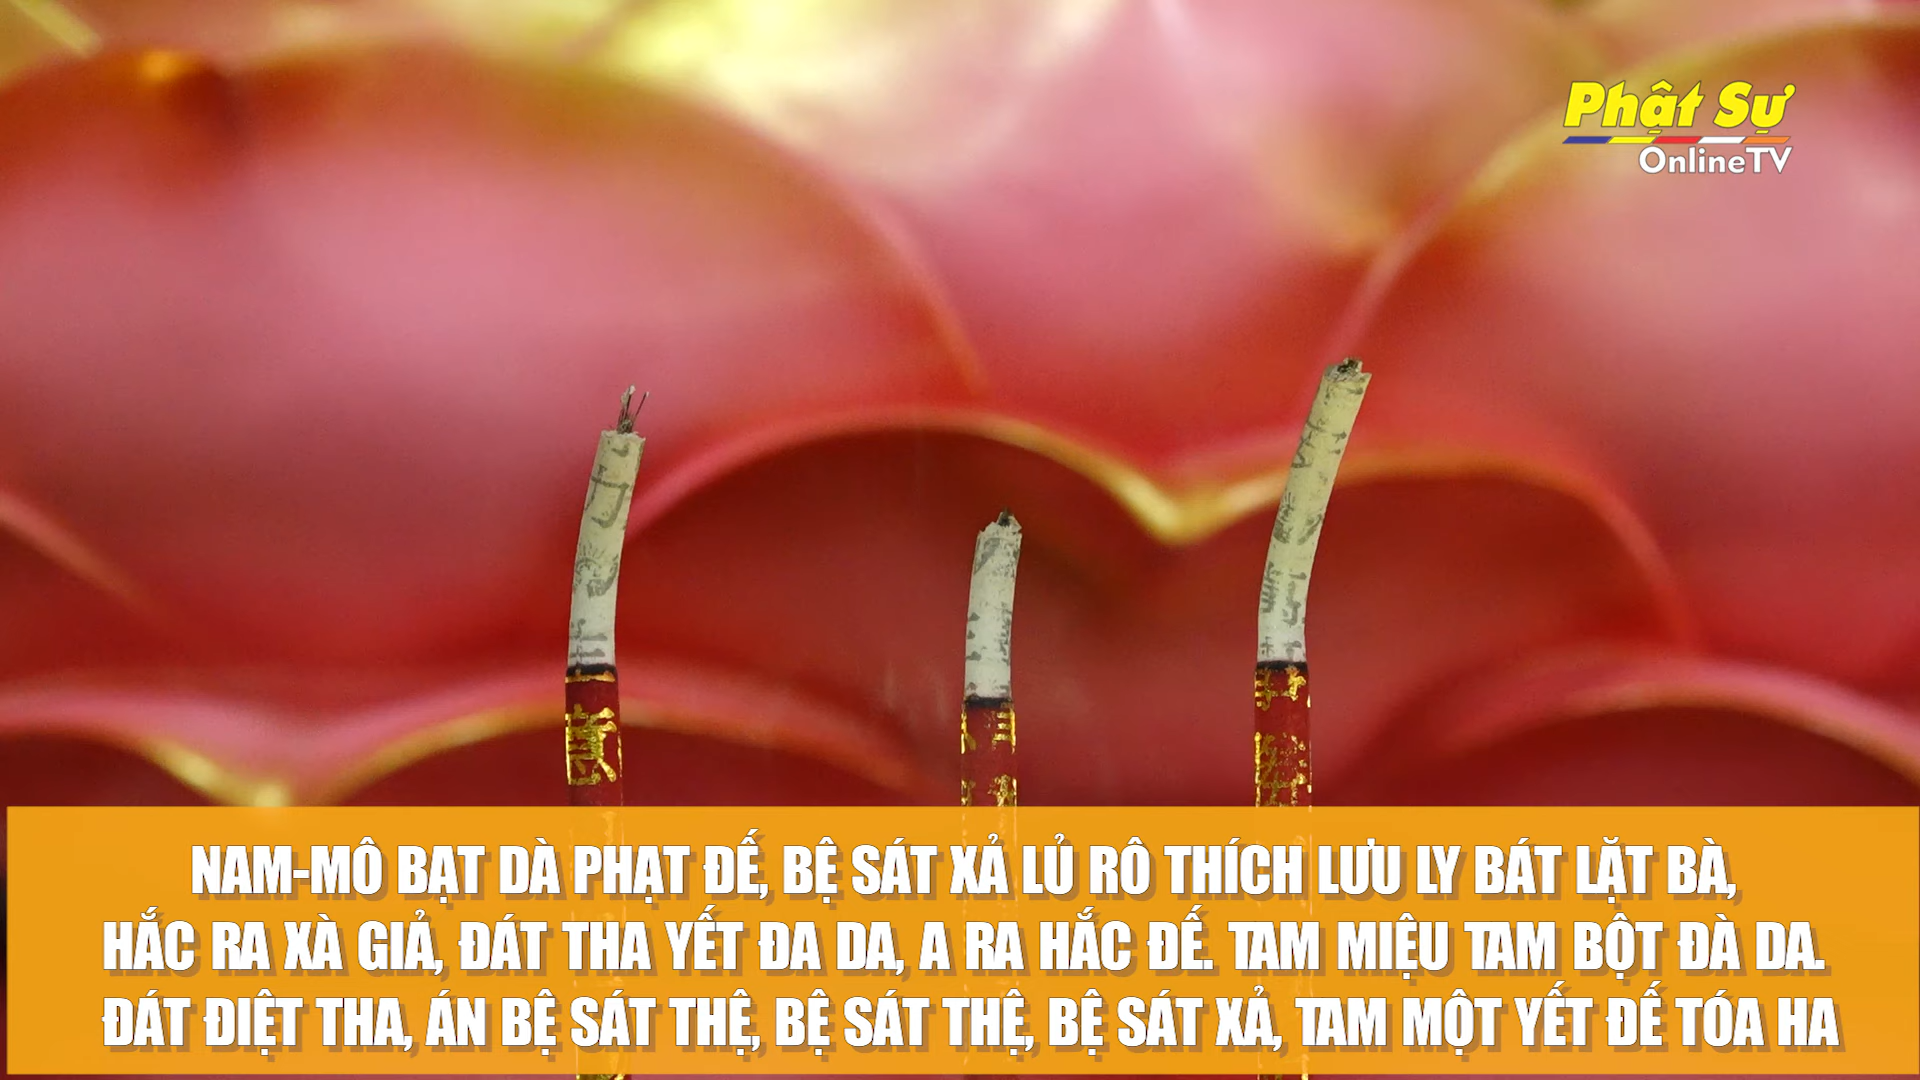 Phật Sự
OnlineTV
NAM-MÔ BẠT DÀ PHẠT ĐẾ, BỆ SÁT XẢ LỦ RÔ THÍCH LƯU LY BÁT LẶT BÀ,
HẮC RA XÀ GIẢ, ĐÁT THA YẾT ĐA DA, A RA HẮC ĐẾ. TAM MIỆU TAM BỘT ĐÀ DA.
ĐÁT ĐIỆT THA, ÁN BỆ SÁT THỆ, BỆ SÁT THỆ, BỆ SÁT XẢ, TAM MỘT YẾT ĐẾ TÓA HA